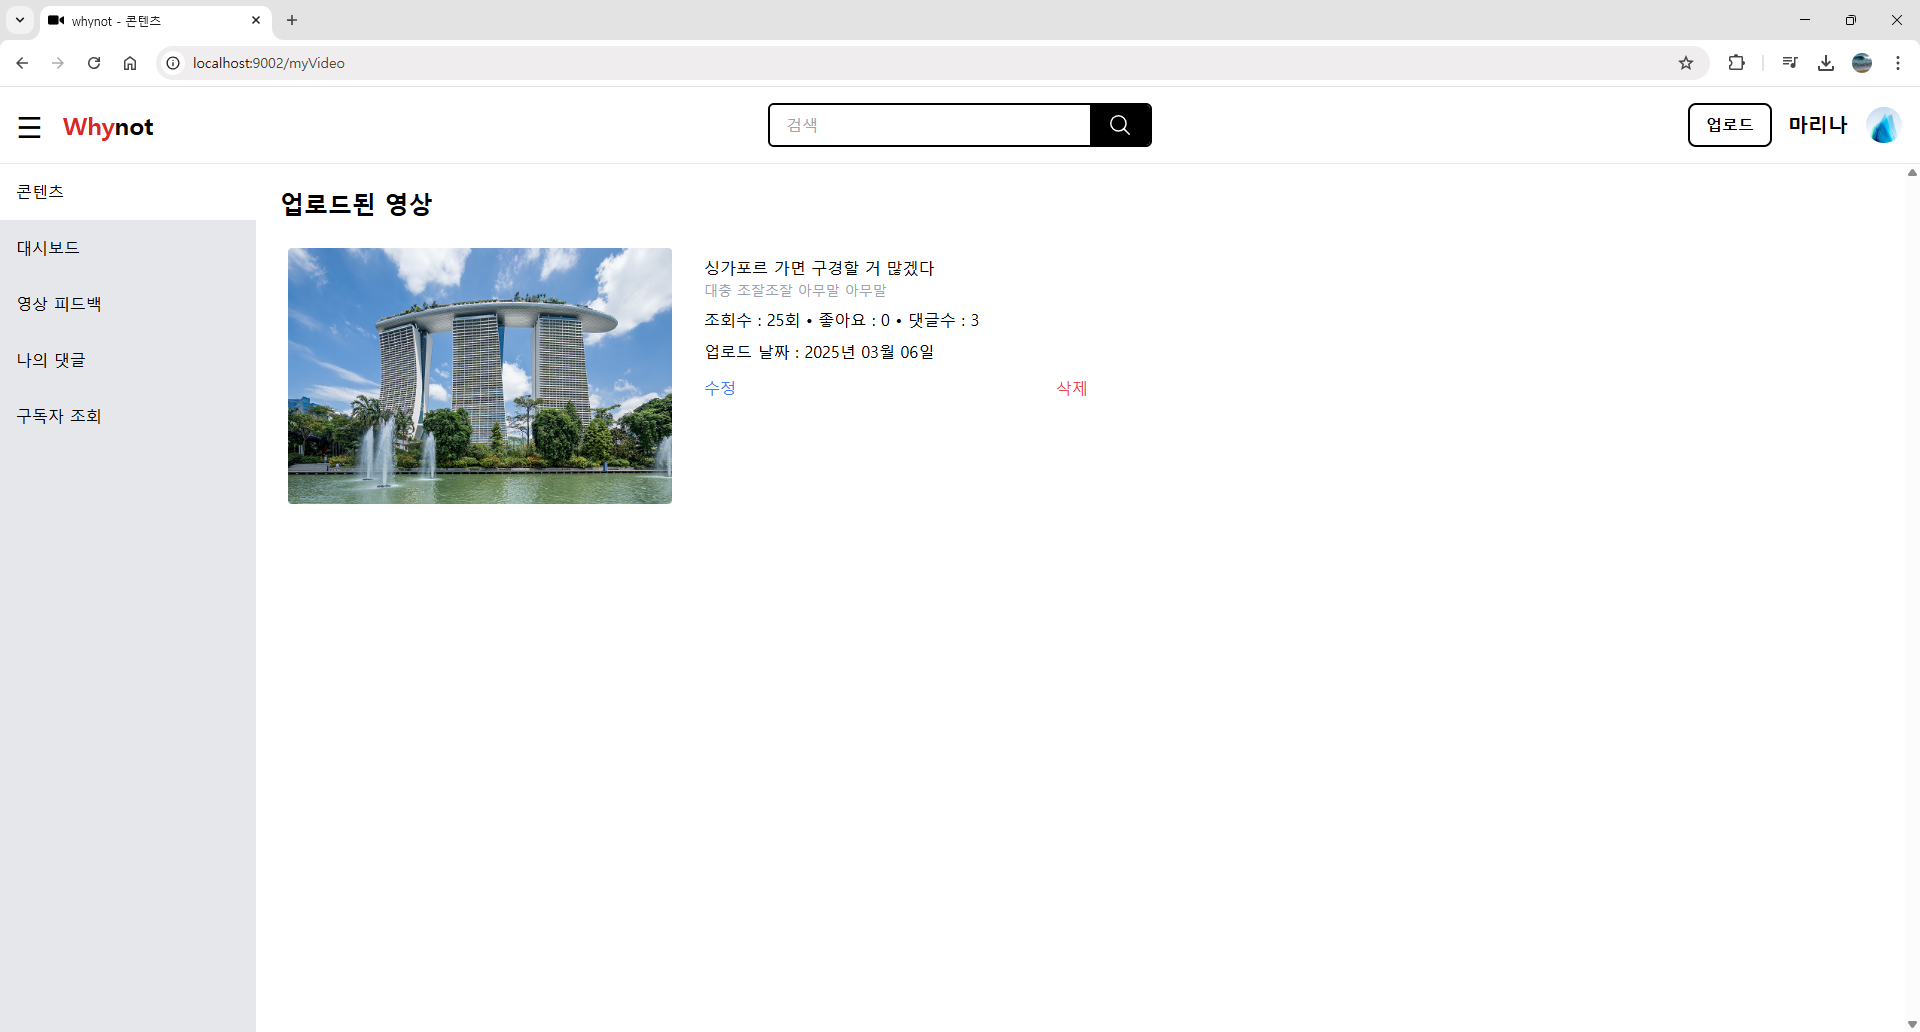 whynot - 콘텐츠
localhost:9002/myVideo
Whynot
검색
업로드
마리나
콘텐츠
대시보드
영상 피드백
나의 댓글
구독자 조회
업로드된 영상
싱가포르 가면 구경할 거 많겠다
대충 조잘조잘 아무말 아무말
조회수 : 25회 • 좋아요 : 0 • 댓글수 : 3
업로드 날짜 : 2025년 03월 06일
수정
삭제